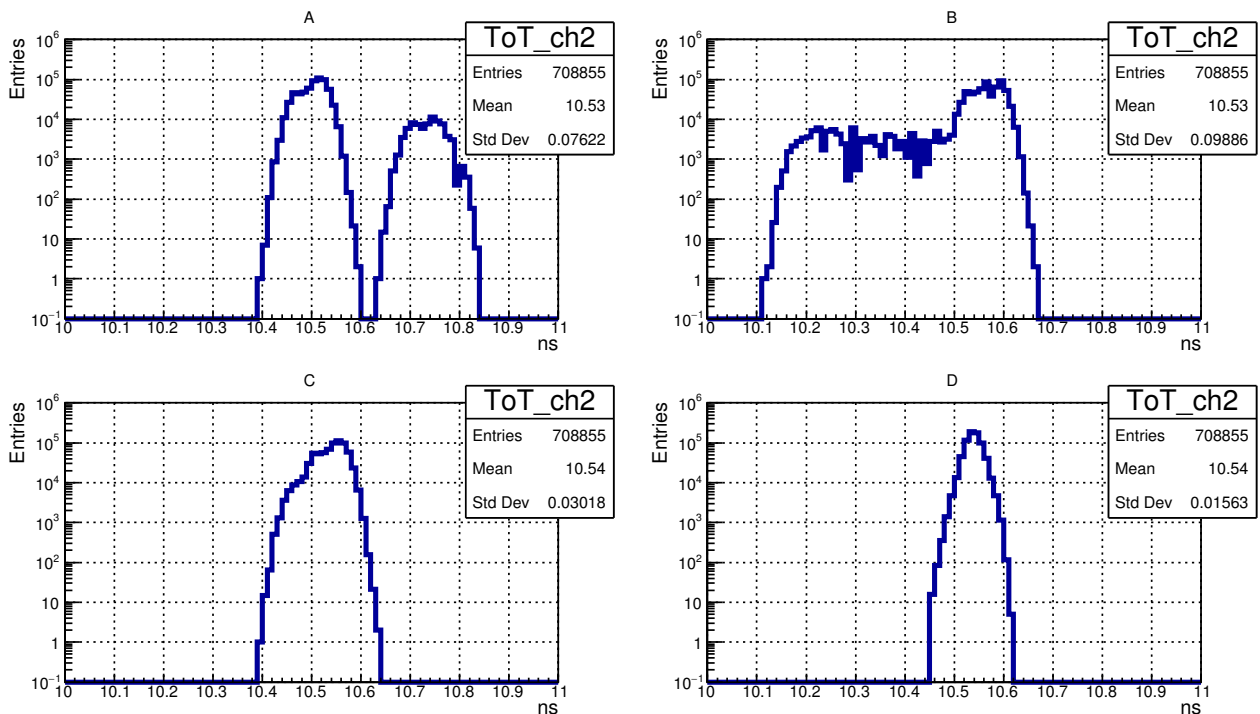 A
ToT_ch2
Entries 708855
Mean 10.53
Std Dev 0.07622
Entries
10⁶
10⁵
10⁴
10³
10²
10
1
10⁻¹
10 10.1 10.2 10.3 10.4 10.5 10.6 10.7 10.8 10.9 11
ns
B
ToT_ch2
Entries 708855
Mean 10.53
Std Dev 0.09886
Entries
10⁶
10⁵
10⁴
10³
10²
10
1
10⁻¹
10 10.1 10.2 10.3 10.4 10.5 10.6 10.7 10.8 10.9 11
ns
C
ToT_ch2
Entries 708855
Mean 10.54
Std Dev 0.03018
Entries
10⁶
10⁵
10⁴
10³
10²
10
1
10⁻¹
10 10.1 10.2 10.3 10.4 10.5 10.6 10.7 10.8 10.9 11
ns
D
ToT_ch2
Entries 708855
Mean 10.54
Std Dev 0.01563
Entries
10⁶
10⁵
10⁴
10³
10²
10
1
10⁻¹
10 10.1 10.2 10.3 10.4 10.5 10.6 10.7 10.8 10.9 11
ns